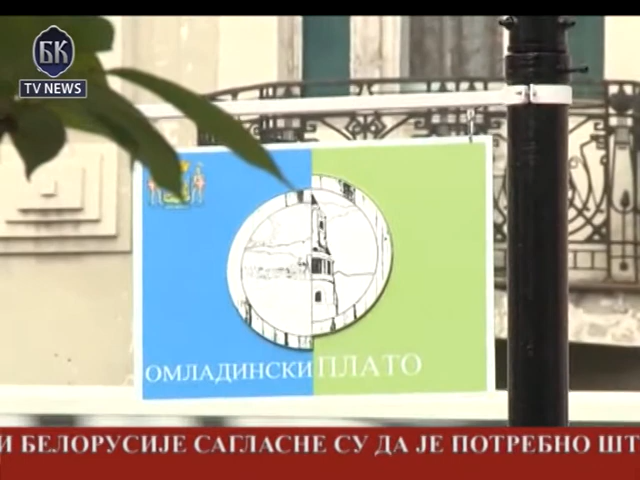 БК
TV NEWS
ОМЛАДИНСКИ ПЛАТО
И БЕЛОРУСИЈЕ САГЛАСНЕ СУ ДА ЈЕ ПОТРЕБНО ШТ